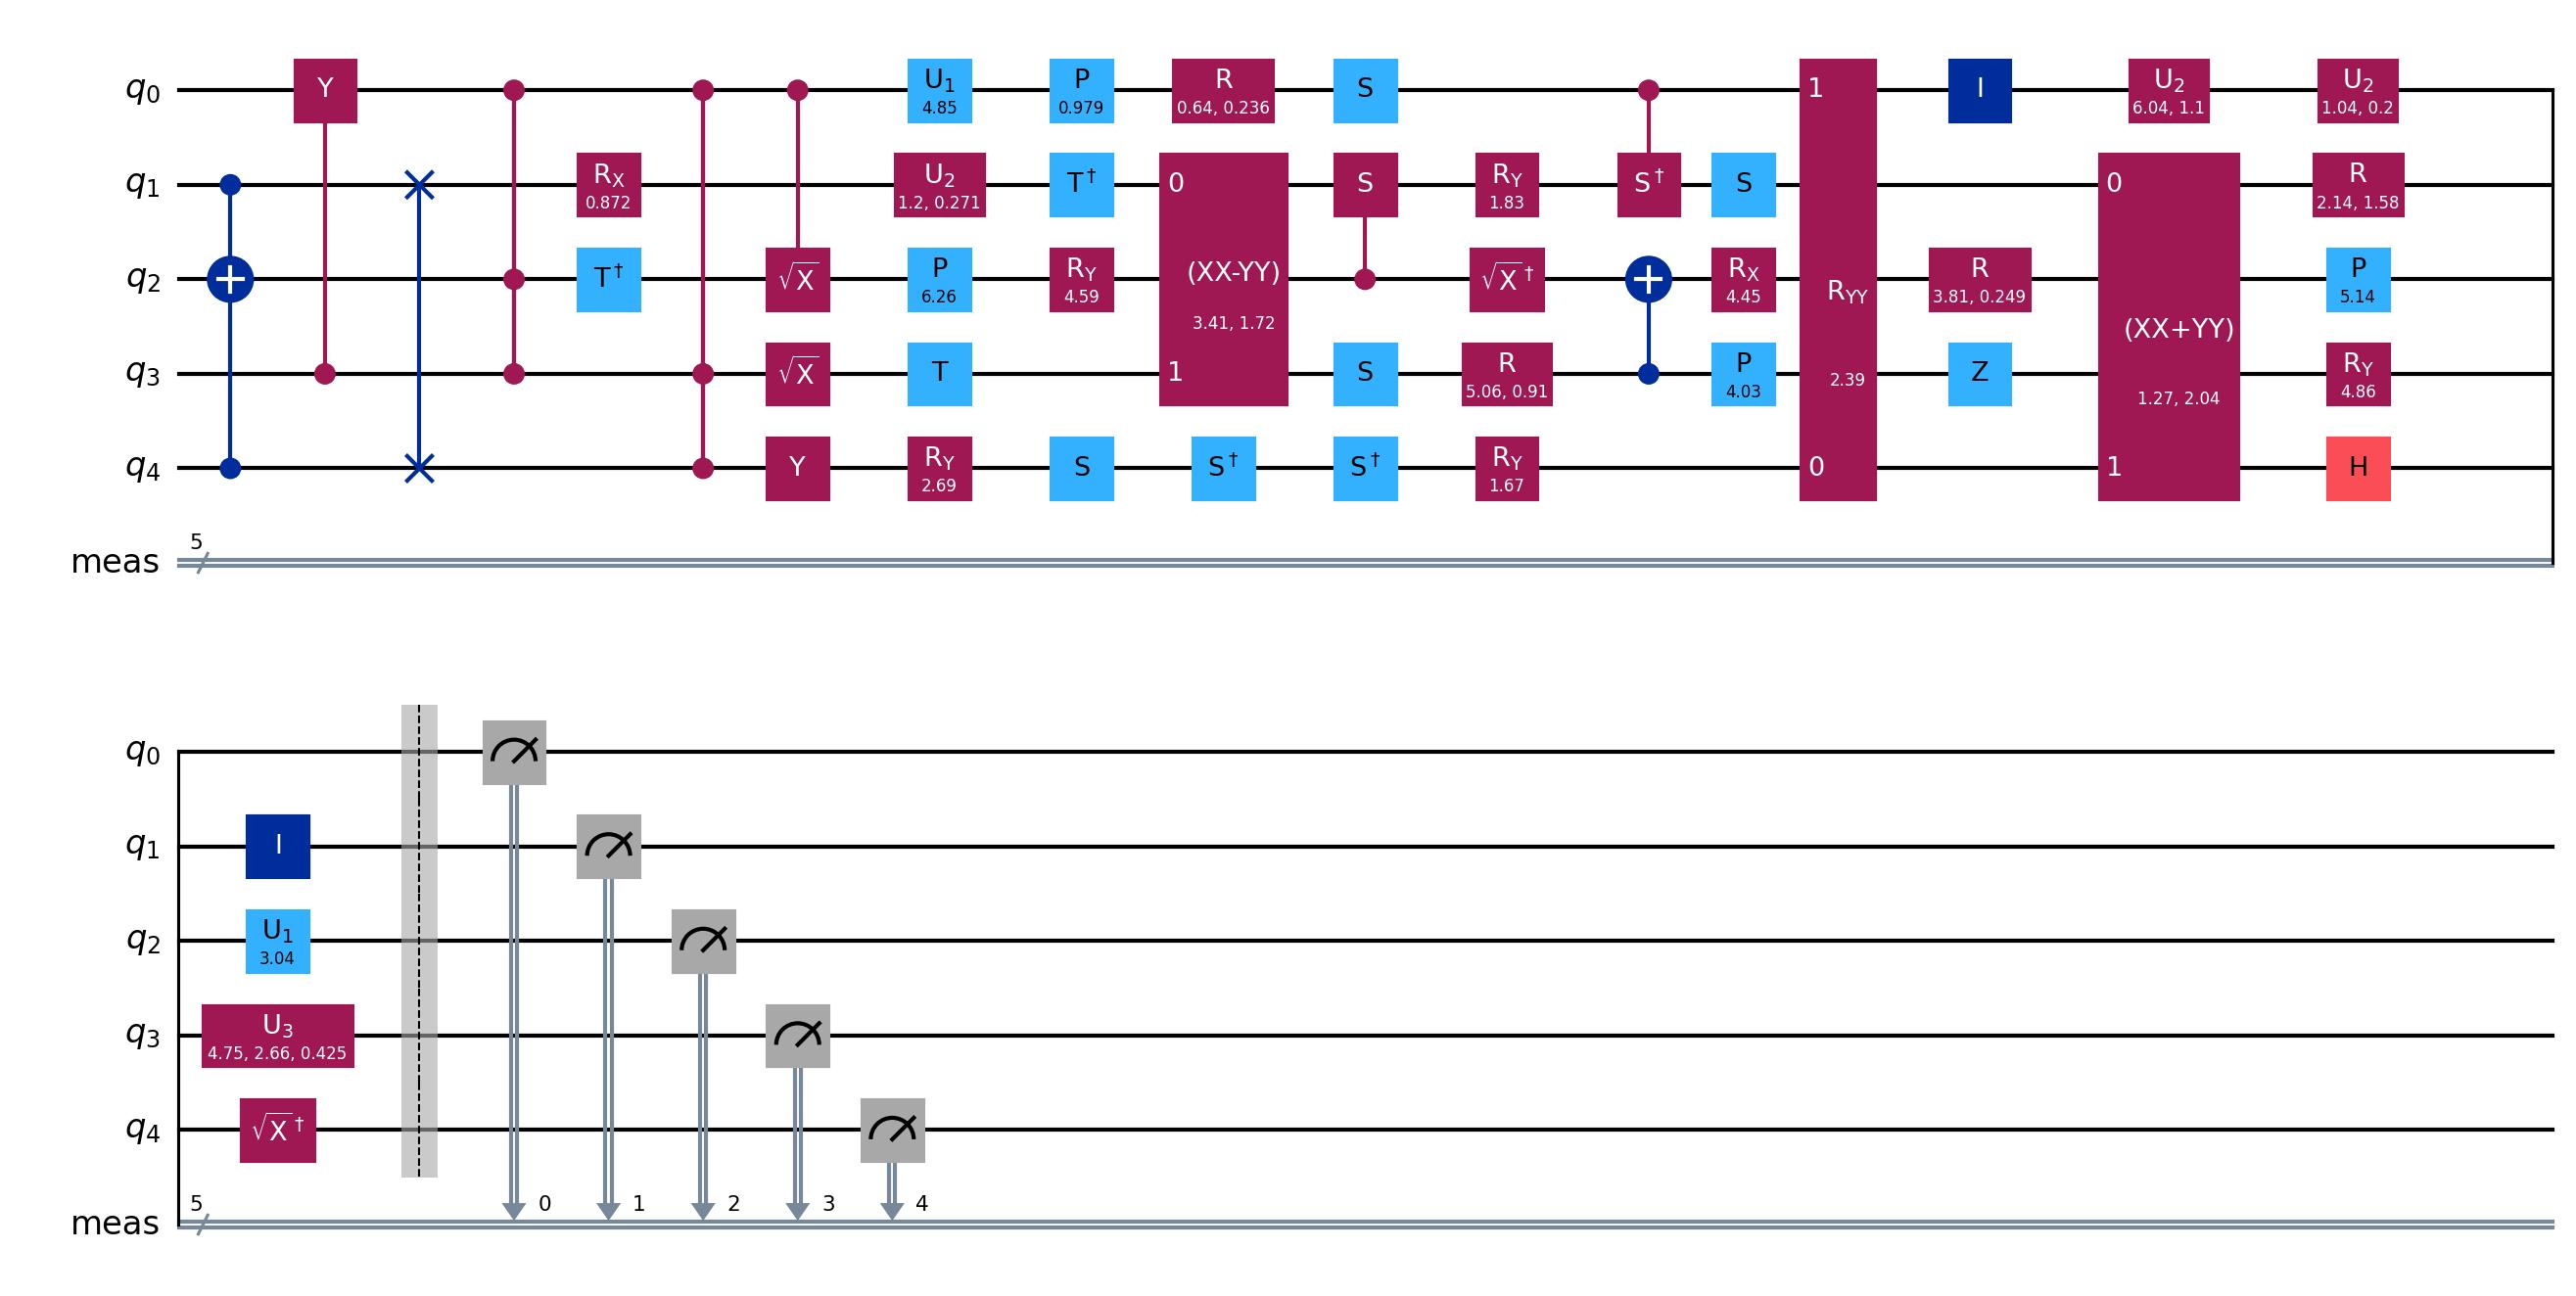 q0 Y U1 P R S 1 I U2 U2
4.85 0.979 0.64, 0.236 6.04, 1.1 1.04, 0.2
q1 RX U2 T† 0 S RY S† S 0 R
0.872 1.2, 0.271 1.83 2.14, 1.58
q2 T† √X P RY (XX-YY) √X† RX RYY R P
6.26 4.59 3.41, 1.72 4.45 3.81, 0.249 5.14
q3 √X T 1 S R P 2.39 Z (XX+YY) RY
5.06, 0.91 4.03 1.27, 2.04 4.86
q4 Y RY S S† S† RY 0 1 H
2.69 1.67
5
meas
q0
q1 I
q2 U1
3.04
q3 U3
4.75, 2.66, 0.425
q4 √X†
5 0 1 2 3 4
meas